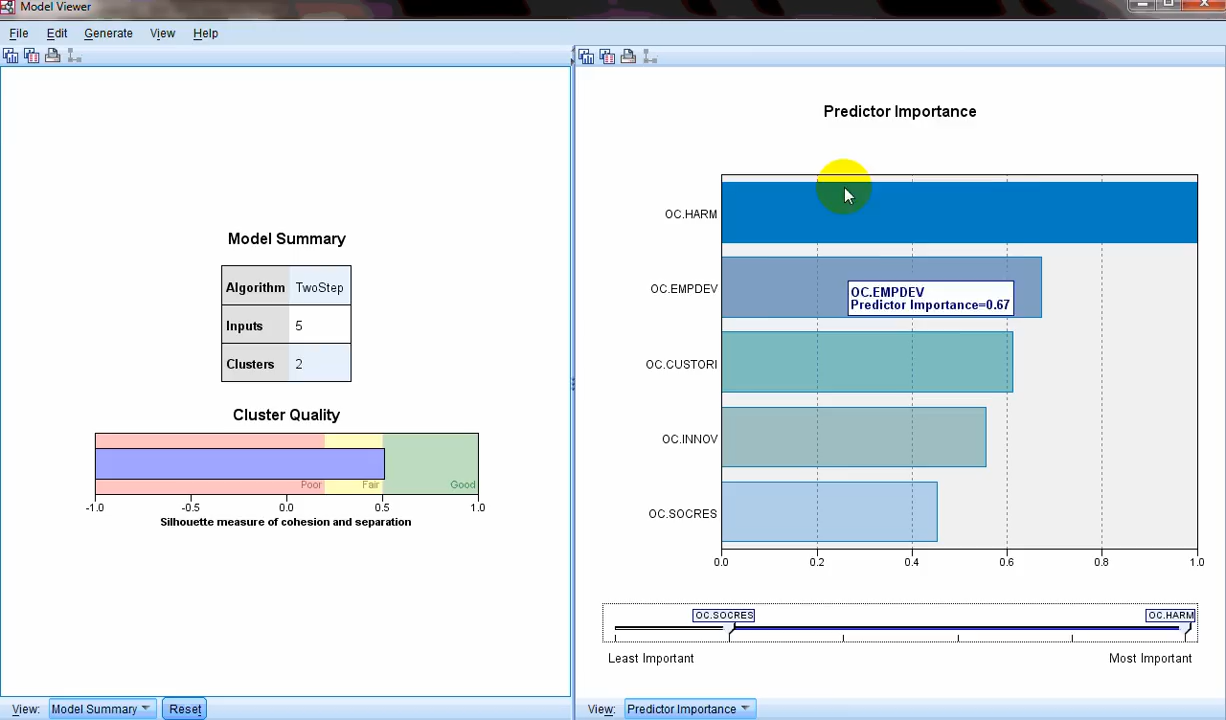 Model Viewer
File Edit Generate View Help
Model Summary
Algorithm TwoStep
Inputs 5
Clusters 2
Cluster Quality
Poor Fair Good
-1.0 -0.5 0.0 0.5 1.0
Silhouette measure of cohesion and separation
View: Model Summary Reset
Predictor Importance
OC.HARM
OC.EMPDEV
OC.EMPDEV
Predictor Importance=0.67
OC.CUSTORI
OC.INNOV
OC.SOCRES
0.0 0.2 0.4 0.6 0.8 1.0
OC.SOCRES OC.HARM
Least Important Most Important
View: Predictor Importance